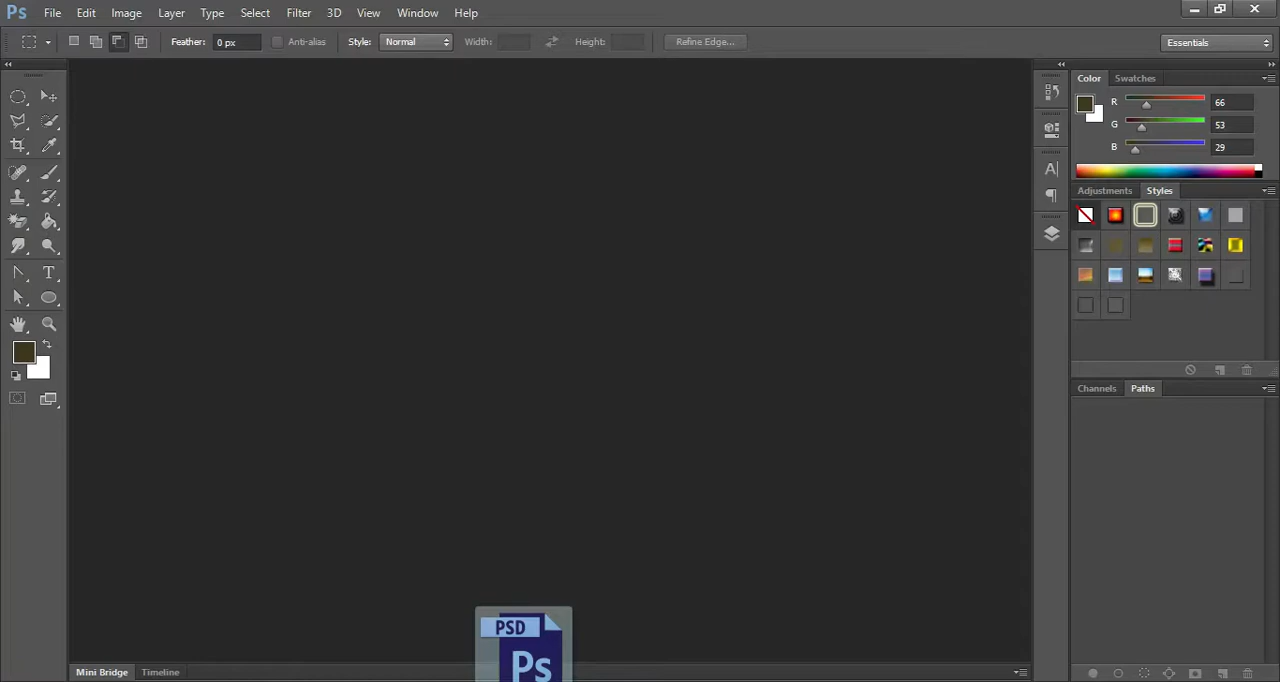 Ps File Edit Image Layer Type Select Filter 3D View Window Help
Feather: 0 px Anti-alias Style: Normal Width: Height: Refine Edge... Essentials
Color Swatches
R 66
G 53
B 29
Adjustments Styles
Channels Paths
PSD
Ps
Mini Bridge Timeline